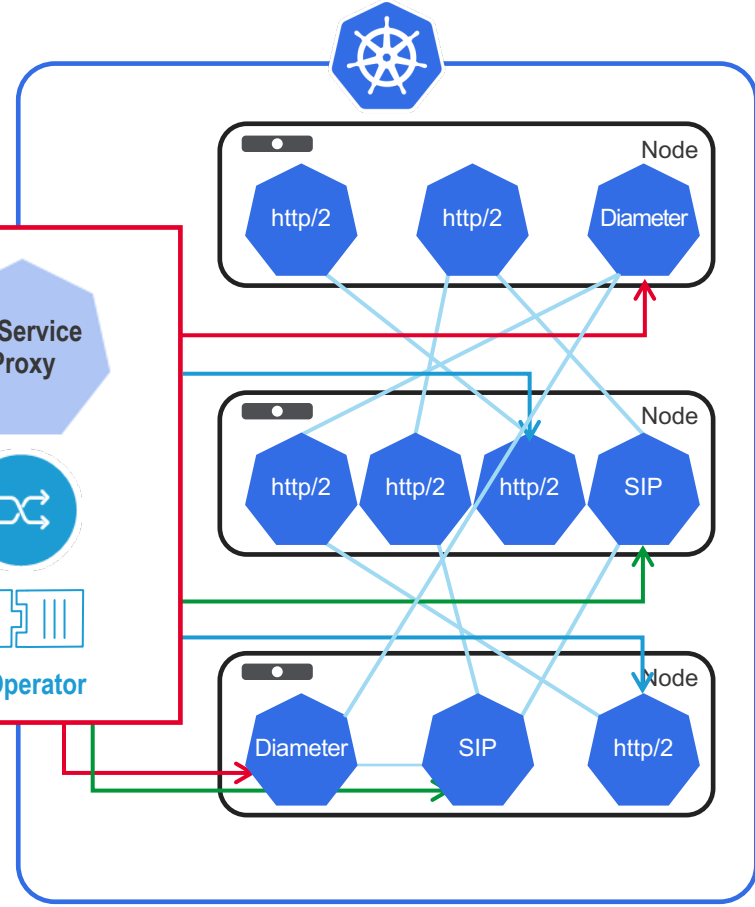 Node
http/2
http/2
Diameter
Service
Proxy
Node
http/2
http/2
http/2
SIP
Operator
Node
Diameter
SIP
http/2